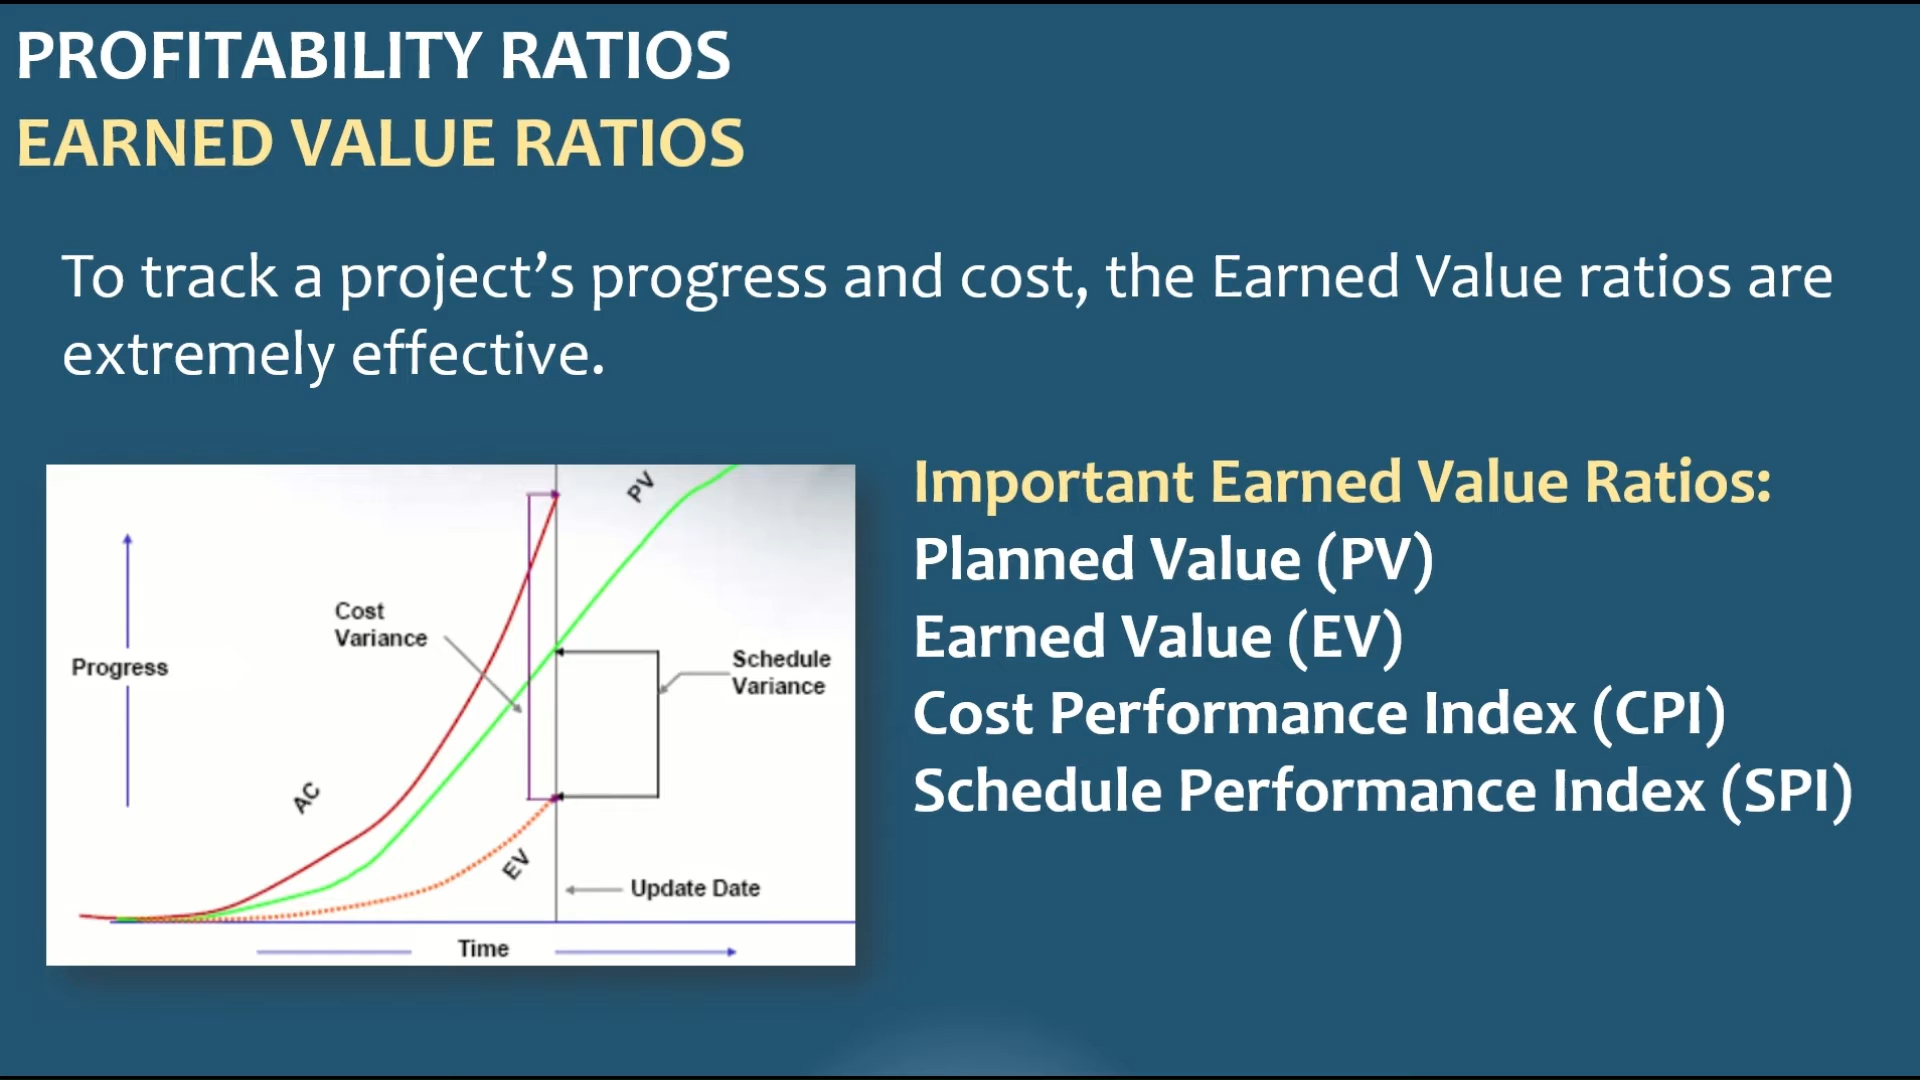 PROFITABILITY RATIOS
EARNED VALUE RATIOS
To track a project’s progress and cost, the Earned Value ratios are
extremely effective.
PV
Cost
Variance
Progress
Schedule
Variance
AC
EV
Update Date
Time
Important Earned Value Ratios:
Planned Value (PV)
Earned Value (EV)
Cost Performance Index (CPI)
Schedule Performance Index (SPI)